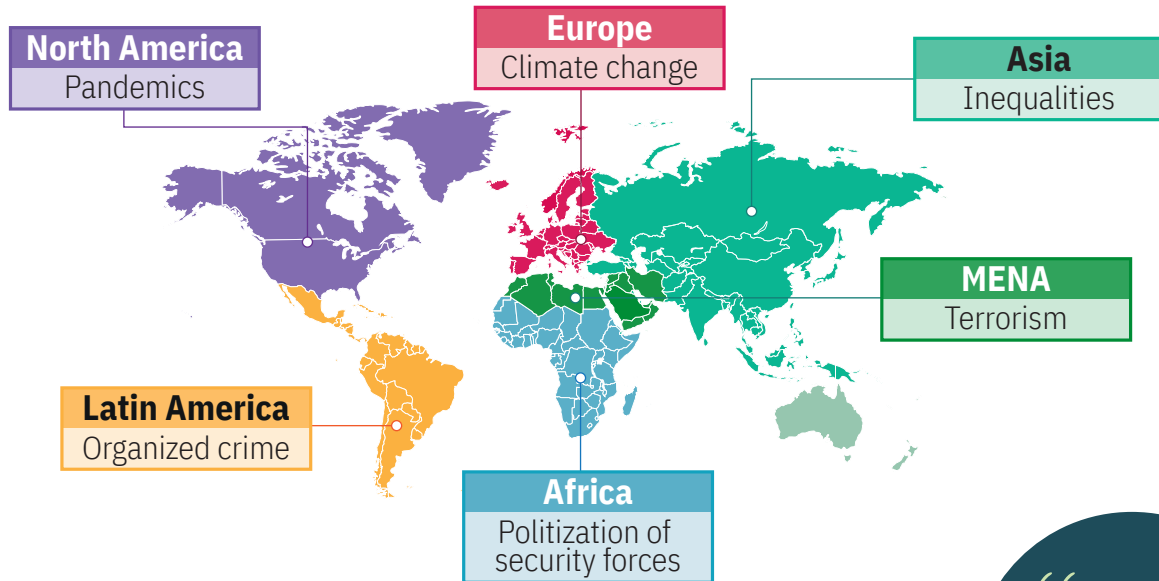 North America
Pandemics
Europe
Climate change
Asia
Inequalities
MENA
Terrorism
Latin America
Organized crime
Africa
Politization of
security forces
“